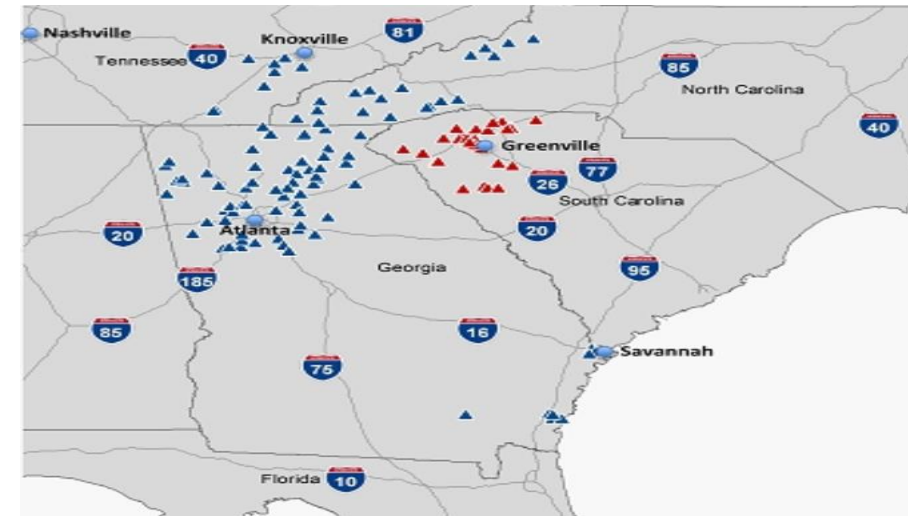 Nashville
Knoxville
81
Tennessee
40
85
North Carolina
40
Greenville
77
26
South Carolina
20
Atlanta
20
Georgia
95
185
85
16
Savannah
75
Florida
10